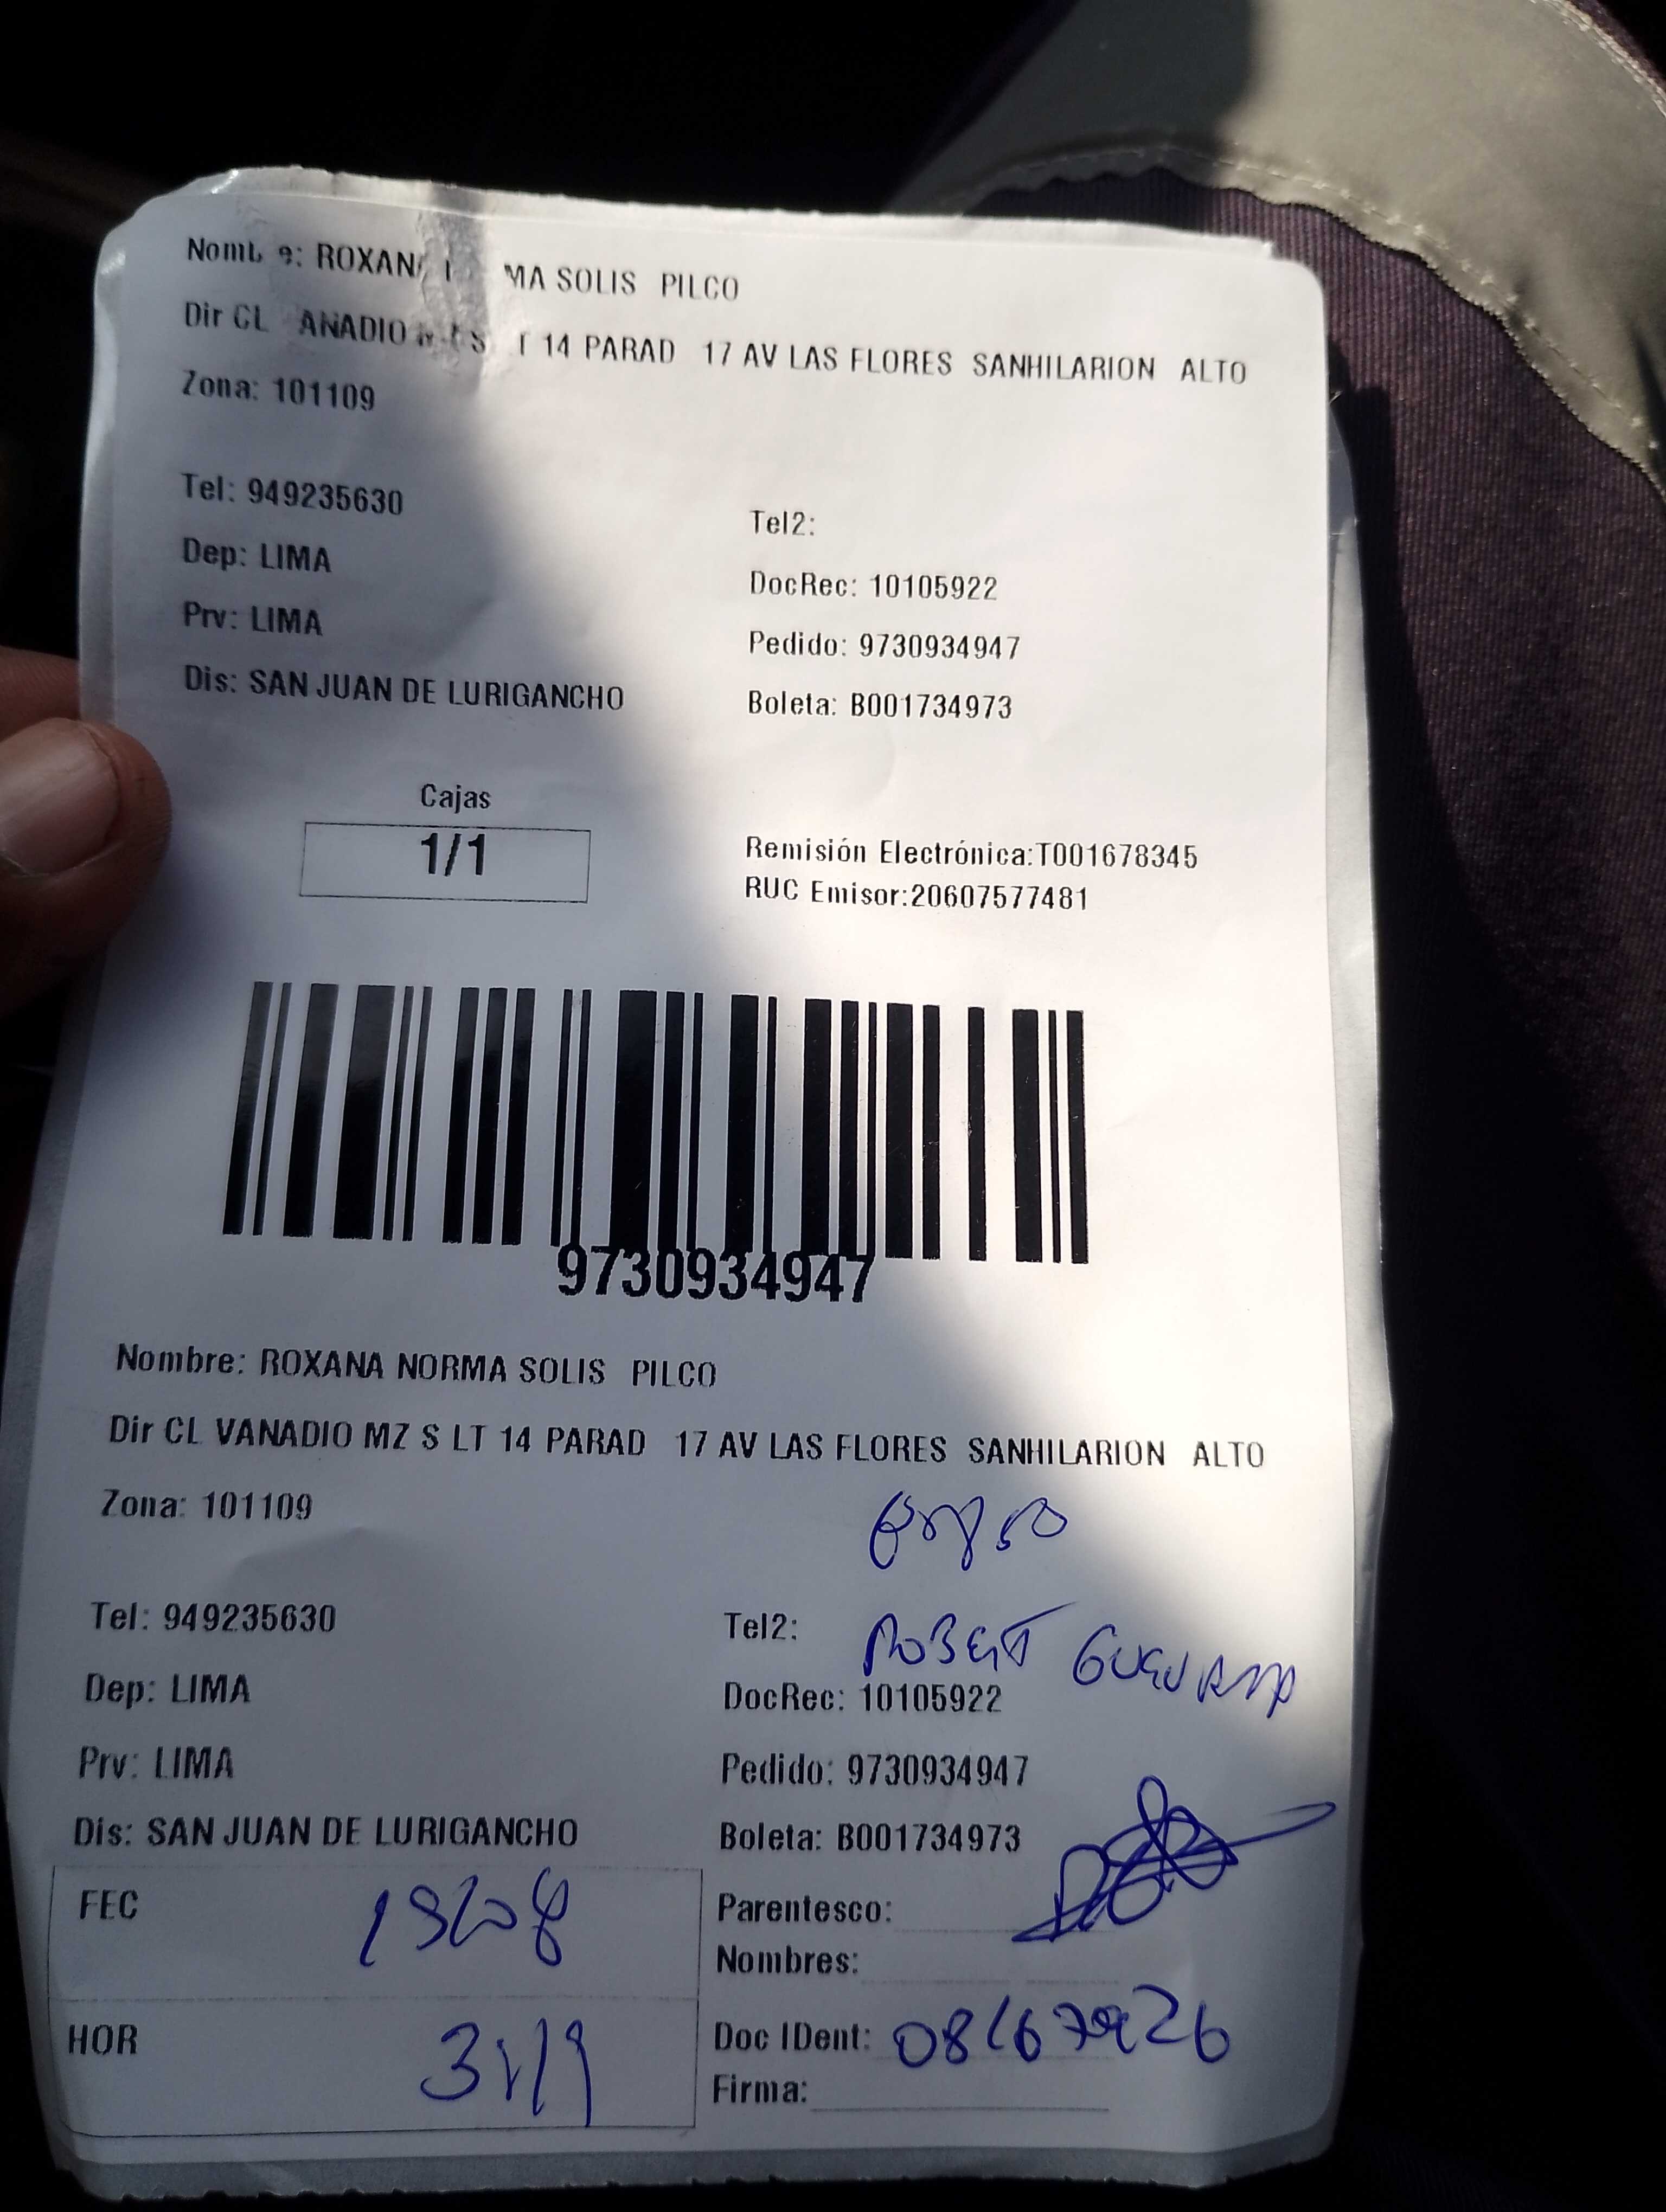 ROXAN MA SOLIS PILCO
Dir CL ANADIO 14 PARAD 17 AV LAS FLORES SANHILARION ALTO
Zona: 101109
Tel: 949235630
Tel2:
Dep: LIMA
DocRec: 10105922
Prv: LIMA
Pedido: 9730934947
Dis: SAN JUAN DE LURIGANCHO
Boleta: B001734973
Cajas
1/1
Remisión Electrónica:T001678345
RUC Emisor:20607577481
9730934947
Nombre: ROXANA NORMA SOLIS PILCO
Dir CL VANADIO MZ S LT 14 PARAD 17 AV LAS FLORES SANHILARION ALTO
Zona: 101109
Tel: 949235630
Tel2: ROBERT GUEVARA
Dep: LIMA
DocRec: 10105922
Prv: LIMA
Pedido: 9730934947
Dis: SAN JUAN DE LURIGANCHO
Boleta: B001734973
FEC
Parentesco:
Nombres:
HOR
Doc IDent:
Firma: